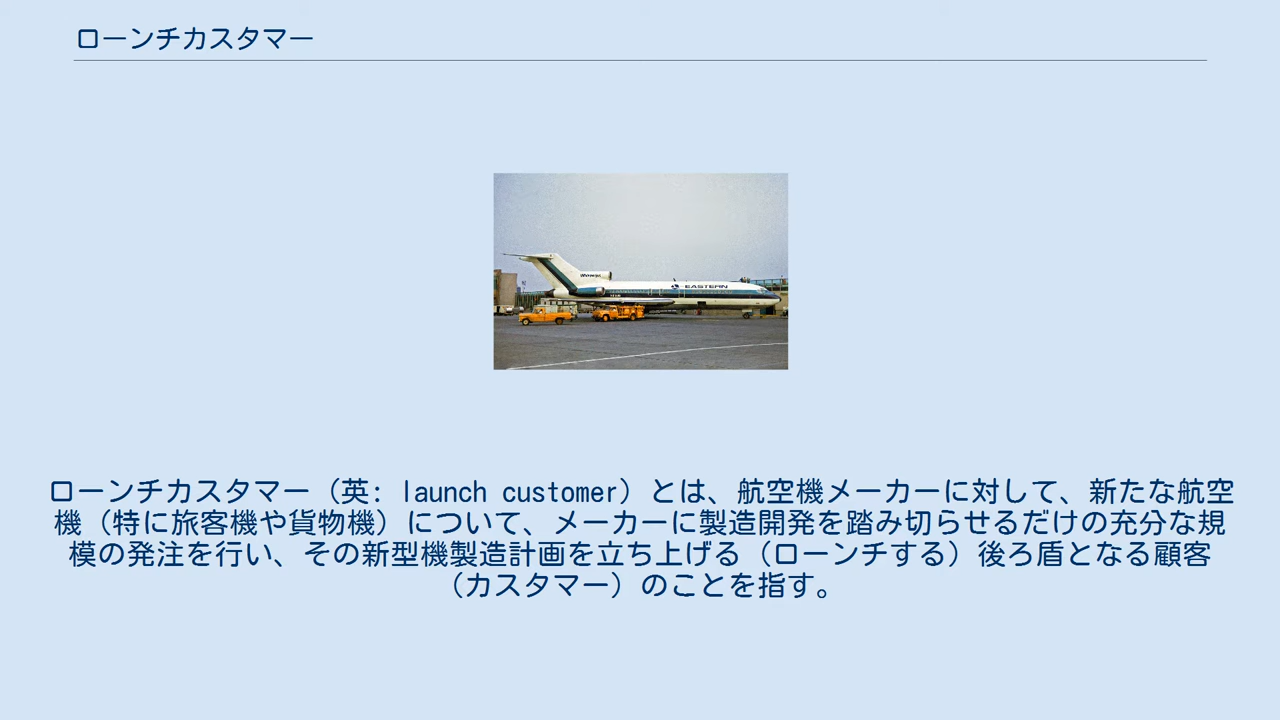 ローンチカスタマー
EASTERN
ローンチカスタマー（英: launch customer）とは、航空機メーカーに対して、新たな航空
機（特に旅客機や貨物機）について、メーカーに製造開発を踏み切らせるだけの充分な規
模の発注を行い、その新型機製造計画を立ち上げる（ローンチする）後ろ盾となる顧客
（カスタマー）のことを指す。